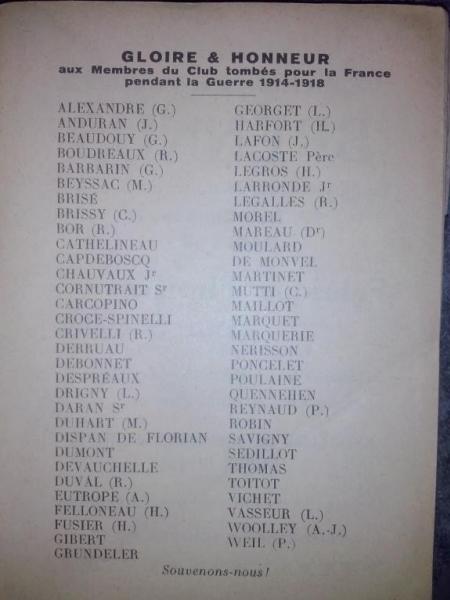 GLOIRE & HONNEUR
aux Membres du Club tombés pour la France
pendant la Guerre 1914-1918
ALEXANDRE (G.)
ANDURAN (J.)
BEAUDOUY (G.)
BOUDREAUX (R.)
BARBARIN (G.)
BEYSSAC (M.)
BRISÉ
BRISSY (C.)
BOR (R.)
CATHELINEAU
CAPDEBOSCQ
CHAUVAUX Jr
CORNUTRAIT Sr
CARCOPINO
CROCE-SPINELLI
CRIVELLI (R.)
DERRUAU
DEBONNET
DESPRÉAUX
DRIGNY (L.)
DARAN Sr
DUHART (M.)
DISPAN DE FLORIAN
DUMONT
DEVAUCHELLE
DUVAL (R.)
EUTROPE (A.)
FELLONEAU (H.)
FUSIER (H.)
GIBERT
GRUNDELER
GEORGET (L.)
HARFORT (H.)
LAFON (J.)
LACOSTE Père
LEGROS (H.)
LARRONDE Jr
LEGALLES (R.)
MOREL
MAREAU (Dr)
MOULARD
DE MONVEL
MARTINET
MUTTI (C.)
MAILLOT
MARQUET
MARQUERIE
NERISSON
PONCELET
POULAINE
QUENNEHEN
REYNAUD (P.)
ROBIN
SAVIGNY
SEDILLOT
THOMAS
TOITOT
VICHET
VASSEUR (L.)
WOOLLEY (A.-J.)
WEIL (P.)
Souvenons-nous!